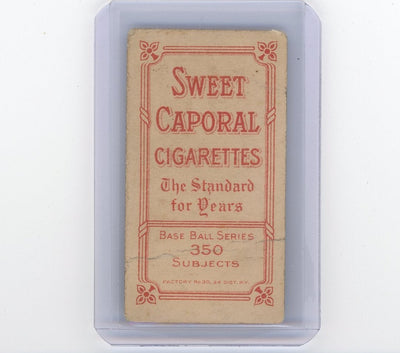 SWEET
CAPORAL
CIGARETTES
The Standard
for Years
BASE BALL SERIES
350
SUBJECTS
FACTORY No 30, 2d DIST. N.Y.